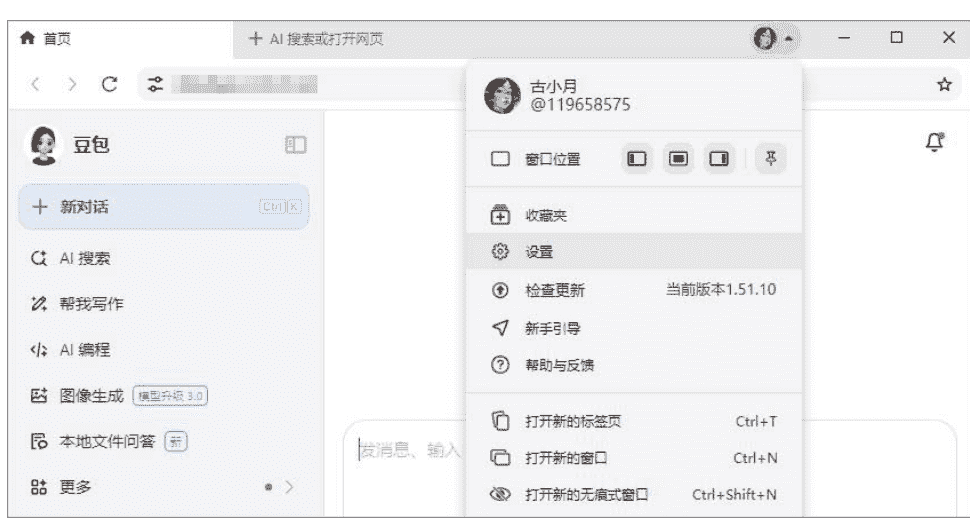 首页
AI 搜索或打开网页
豆包
新对话 Ctrl K
AI 搜索
帮我写作
AI 编程
图像生成 模型升级 3.0
本地文件问答 新
更多
发消息、输入
古小月
@119658575
窗口位置
收藏夹
设置
检查更新 当前版本1.51.10
新手引导
帮助与反馈
打开新的标签页 Ctrl+T
打开新的窗口 Ctrl+N
打开新的无痕式窗口 Ctrl+Shift+N